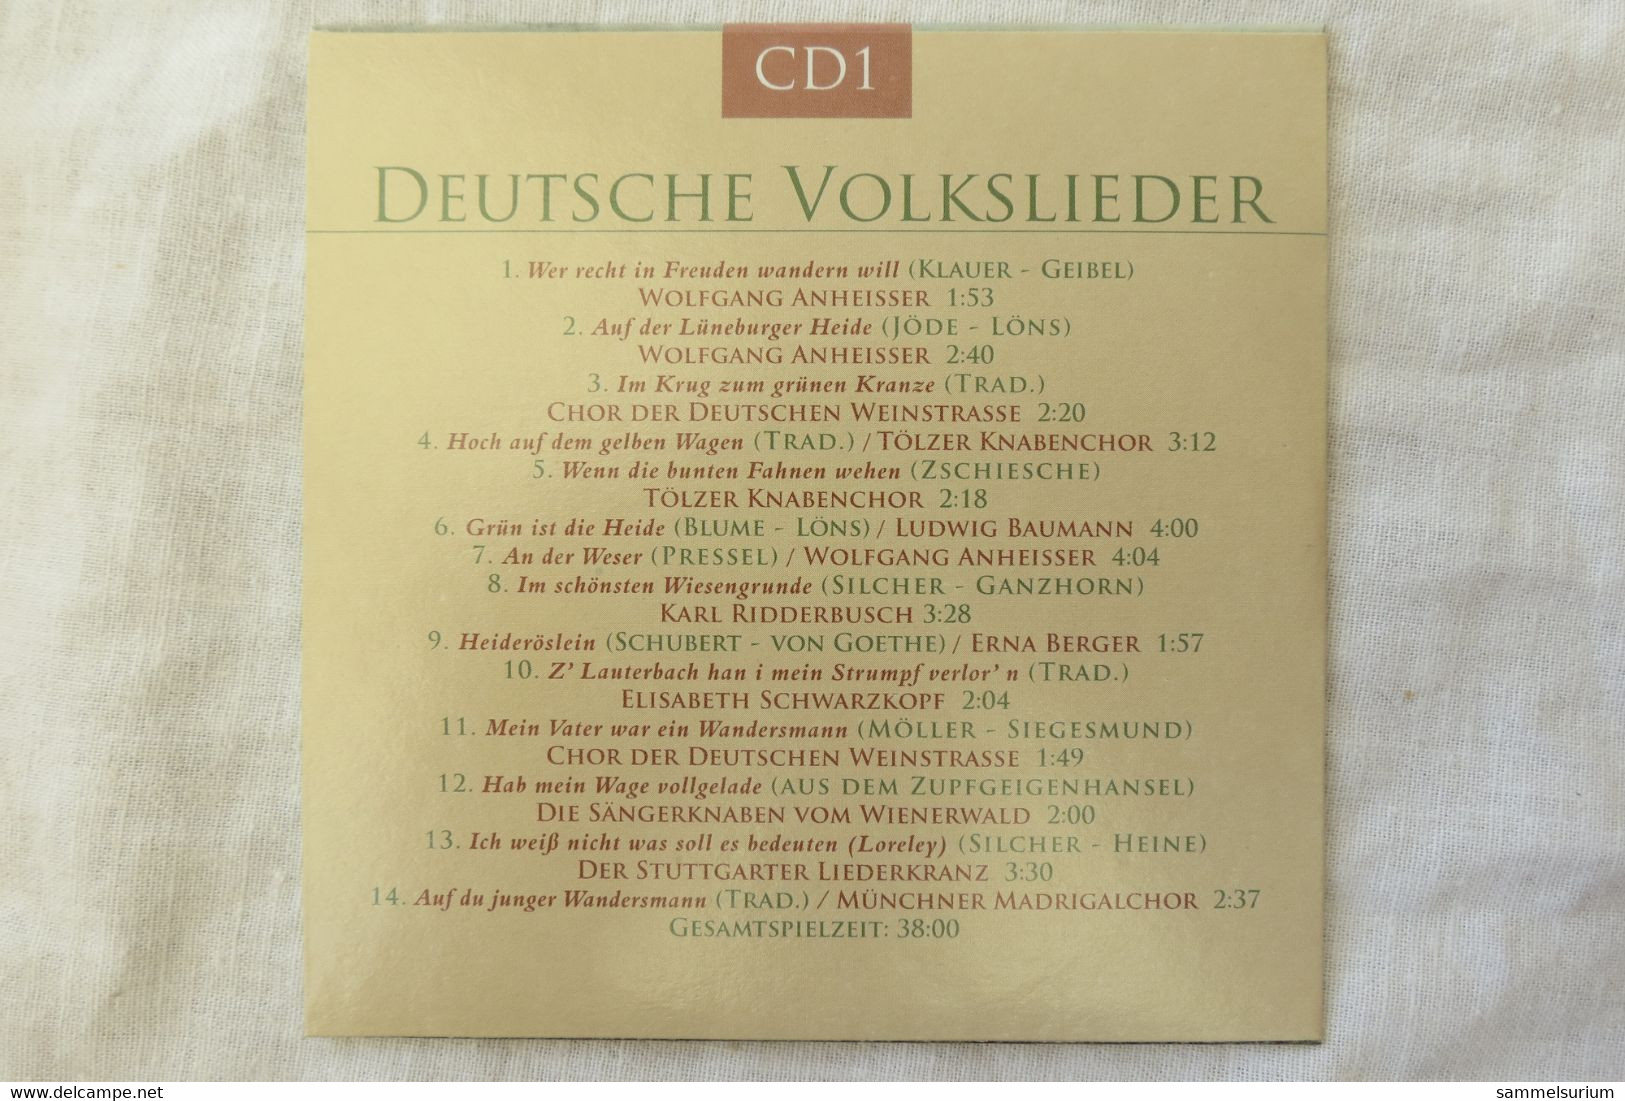 CD1
DEUTSCHE VOLKSLIEDER
1. Wer recht in Freuden wandern will (KLAUER - GEIBEL)
WOLFGANG ANHEISSER 1:53
2. Auf der Lüneburger Heide (JÖDE - LÖNS)
WOLFGANG ANHEISSER 2:40
3. Im Krug zum grünen Kranze (TRAD.)
CHOR DER DEUTSCHEN WEINSTRASSE 2:20
4. Hoch auf dem gelben Wagen (TRAD.) / TÖLZER KNABENCHOR 3:12
5. Wenn die bunten Fahnen wehen (ZSCHIESCHE)
TÖLZER KNABENCHOR 2:18
6. Grün ist die Heide (BLUME - LÖNS) / LUDWIG BAUMANN 4:00
7. An der Weser (PRESSEL) / WOLFGANG ANHEISSER 4:04
8. Im schönsten Wiesengrunde (SILCHER - GANZHORN)
KARL RIDDERBUSCH 3:28
9. Heideröslein (SCHUBERT - VON GOETHE) / ERNA BERGER 1:57
10. Z' Lauterbach han i mein Strumpf verlor' n (TRAD.)
ELISABETH SCHWARZKOPF 2:04
11. Mein Vater war ein Wandersmann (MÖLLER - SIEGESMUND)
CHOR DER DEUTSCHEN WEINSTRASSE 1:49
12. Hab mein Wage vollgelade (AUS DEM ZUPFGEIGENHANSEL)
DIE SÄNGERKNABEN VOM WIENERWALD 2:00
13. Ich weiß nicht was soll es bedeuten (Loreley) (SILCHER - HEINE)
DER STUTTGARTER LIEDERKRANZ 3:30
14. Auf du junger Wandersmann (TRAD.) / MÜNCHNER MADRIGALCHOR 2:37
GESAMTSPIELZEIT: 38:00
www.delcampe.net
sammelsurium